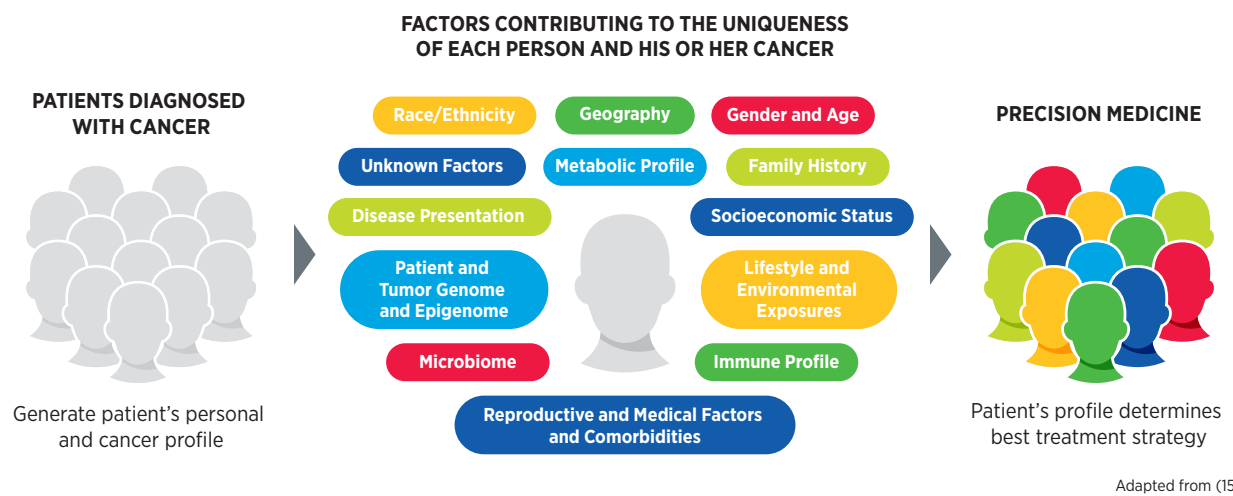 FACTORS CONTRIBUTING TO THE UNIQUENESS
OF EACH PERSON AND HIS OR HER CANCER
PATIENTS DIAGNOSED
WITH CANCER
Generate patient's personal
and cancer profile
Race/Ethnicity
Geography
Gender and Age
Unknown Factors
Metabolic Profile
Family History
Disease Presentation
Socioeconomic Status
Patient and
Tumor Genome
and Epigenome
Lifestyle and
Environmental
Exposures
Microbiome
Immune Profile
Reproductive and Medical Factors
and Comorbidities
PRECISION MEDICINE
Patient's profile determines
best treatment strategy
Adapted from (15